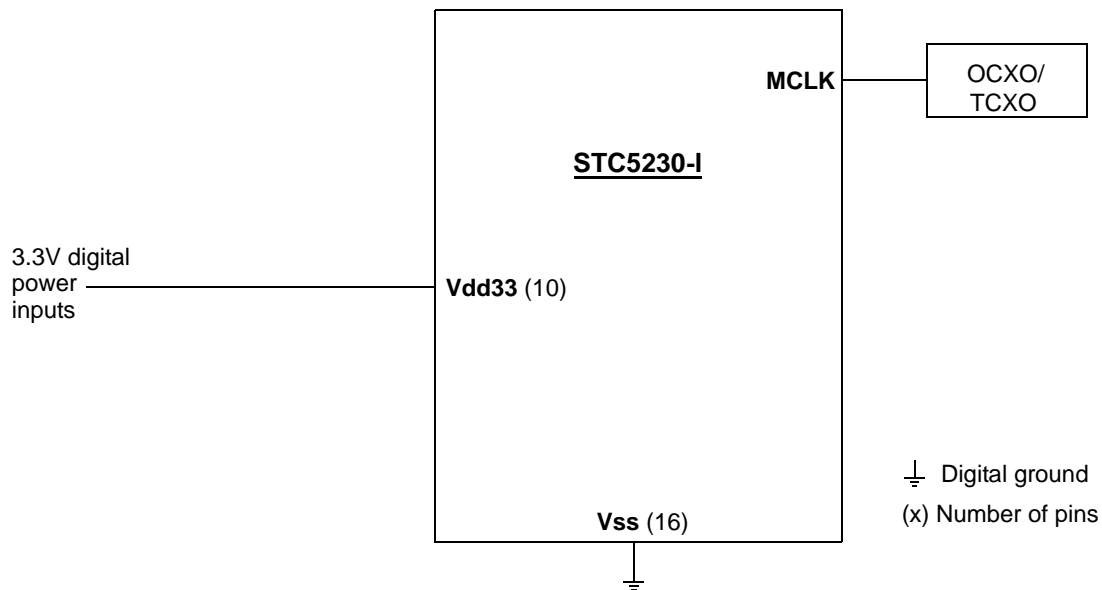 MCLK
OCXO/
TCXO
STC5230-I
3.3V digital
power
inputs
Vdd33 (10)
Digital ground
(x) Number of pins
Vss (16)